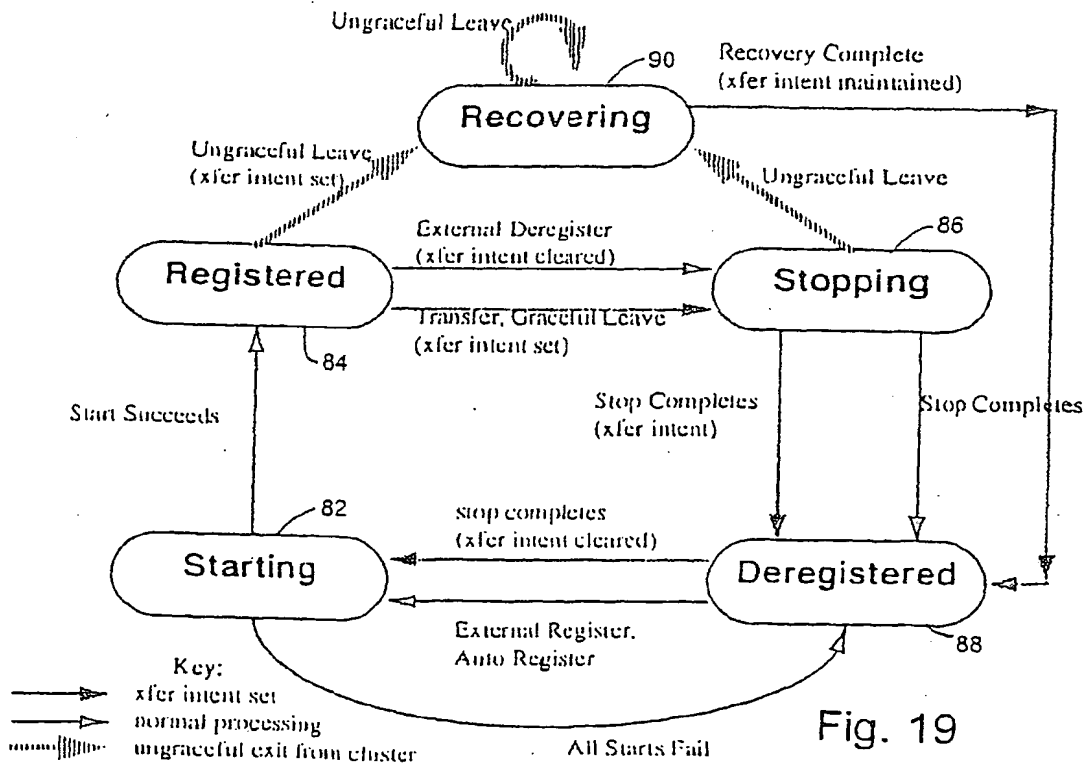 Ungraceful Leave
90
Recovery Complete
(xfer intent maintained)
Recovering
Ungraceful Leave
(xfer intent set)
Ungraceful Leave
External Deregister
(xfer intent cleared)
86
Registered
Stopping
Transfer, Graceful Leave
(xfer intent set)
84
Start Succeeds
Stop Completes
(xfer intent)
Stop Completes
82
stop completes
(xfer intent cleared)
Starting
Deregistered
External Register,
Auto Register
88
Key:
xfer intent set
normal processing
ungraceful exit from cluster
All Starts Fail
Fig. 19